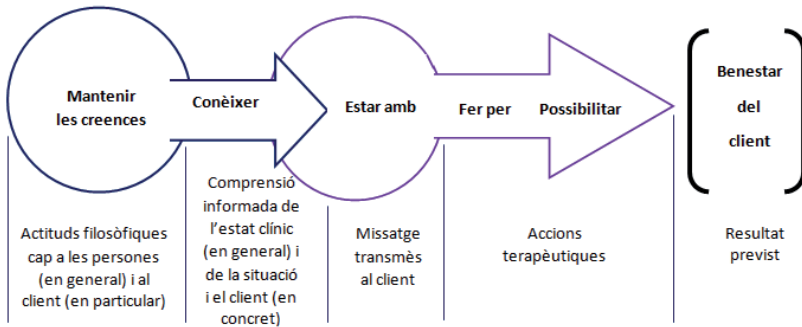 Mantenir
les creences
Conèixer
Estar amb
Fer per
Possibilitar
Benestar
del
client
Actituds filosòfiques
cap a les persones
(en general) i al
client (en particular)
Comprensió
informada de
l'estat clínic
(en general) i
de la situació
i el client (en
concret)
Missatge
transmès
al client
Accions
terapèutiques
Resultat
previst